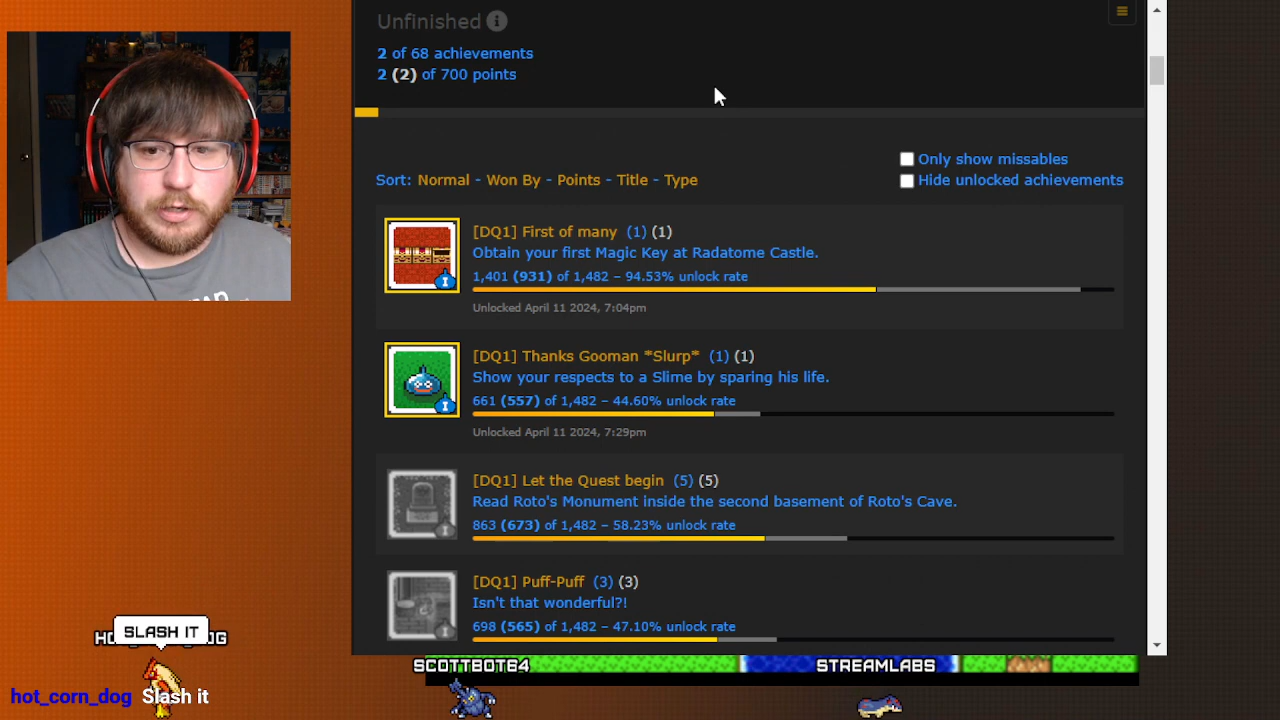 Unfinished
2 of 68 achievements
2 (2) of 700 points
Only show missables
Sort: Normal - Won By - Points - Title - Type
Hide unlocked achievements
[DQ1] First of many (1) (1)
Obtain your first Magic Key at Radatome Castle.
1,401 (931) of 1,482 – 94.53% unlock rate
Unlocked April 11 2024, 7:04pm
[DQ1] Thanks Gooman *Slurp* (1) (1)
Show your respects to a Slime by sparing his life.
661 (557) of 1,482 – 44.60% unlock rate
Unlocked April 11 2024, 7:29pm
[DQ1] Let the Quest begin (5) (5)
Read Roto's Monument inside the second basement of Roto's Cave.
863 (673) of 1,482 – 58.23% unlock rate
[DQ1] Puff-Puff (3) (3)
Isn't that wonderful?!
698 (565) of 1,482 – 47.10% unlock rate
SLASH IT
SCOTTBOT64
STREAMLABS
hot_corn_dog Slash it